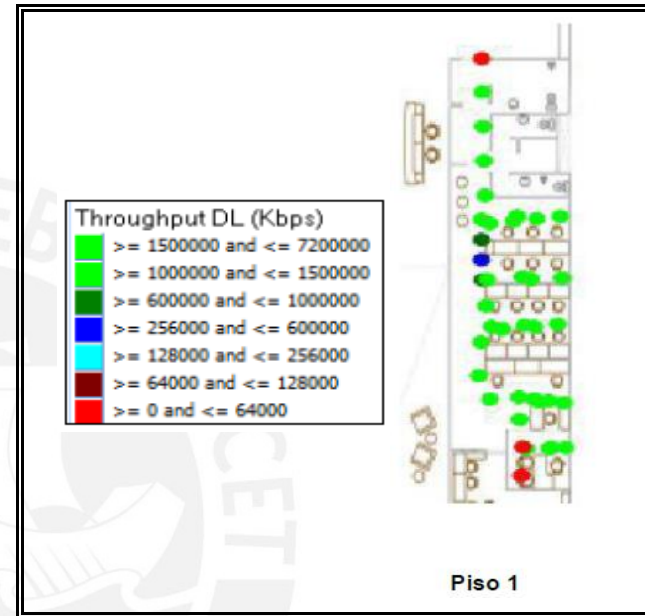 Throughput DL (Kbps)
>= 1500000 and <= 7200000
>= 1000000 and <= 1500000
>= 600000 and <= 1000000
>= 256000 and <= 600000
>= 128000 and <= 256000
>= 64000 and <= 128000
>= 0 and <= 64000
Piso 1